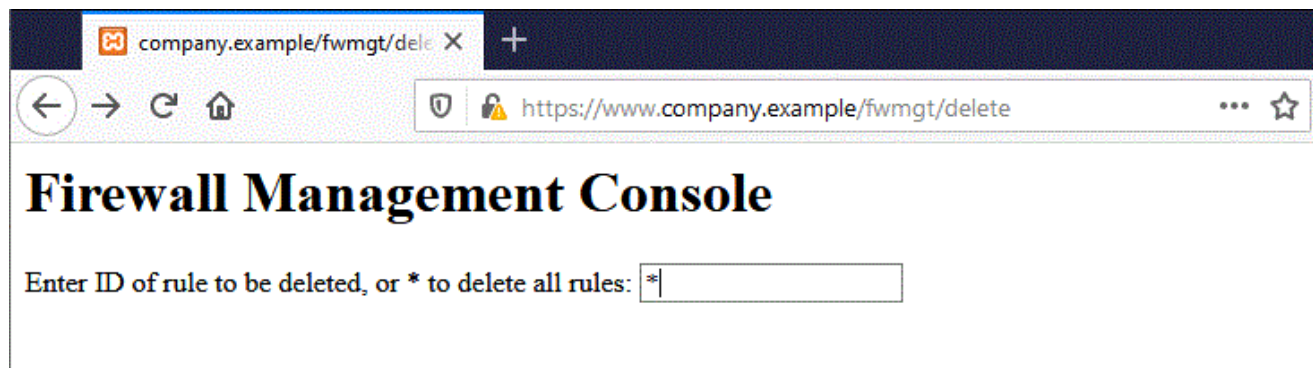 company.example/fwmgt/dele
https://www.company.example/fwmgt/delete
Firewall Management Console
Enter ID of rule to be deleted, or * to delete all rules: *